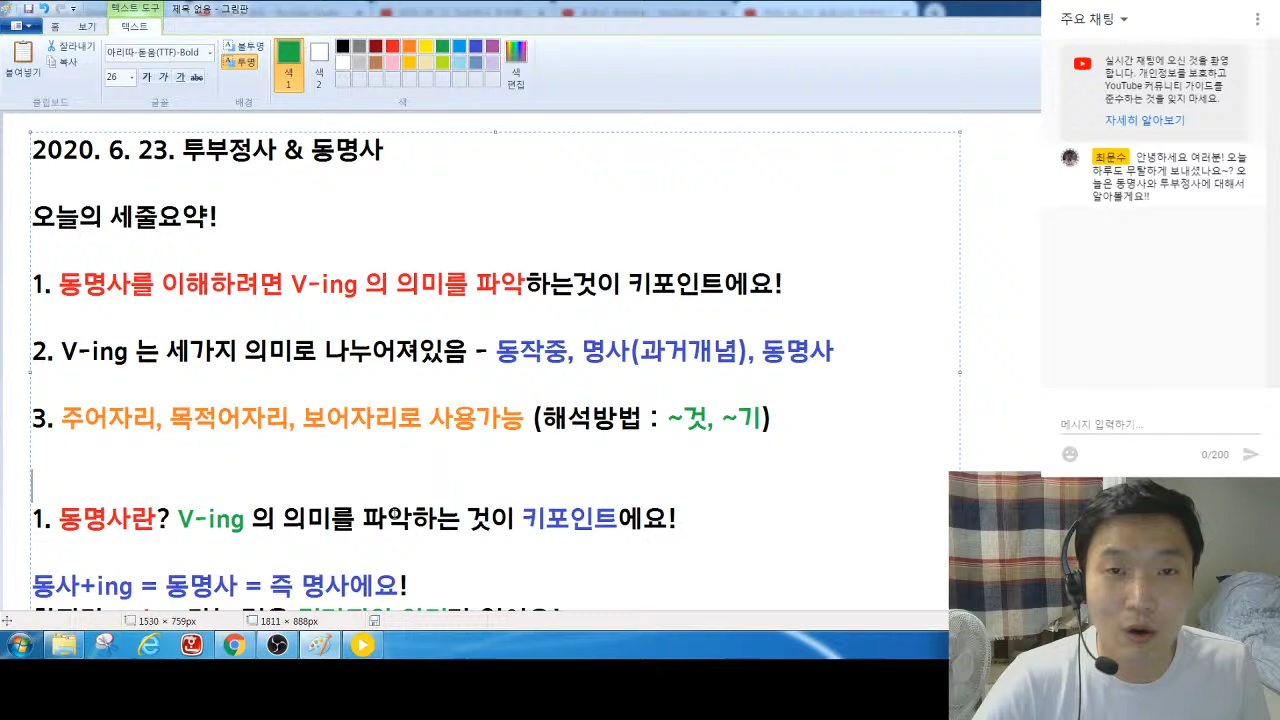 텍스트 도구
제목 없음 - 그림판
홈
보기
텍스트
붙여넣기
잘라내기
복사
클립보드
아리따-돋움(TTF)-Bold
26
가 가 가 abc
글꼴
불투명
투명
배경
색 1
색 2
색 편집
색
2020. 6. 23. 투부정사 & 동명사
오늘의 세줄요약!
1. 동명사를 이해하려면 V-ing 의 의미를 파악하는것이 키포인트에요!
2. V-ing 는 세가지 의미로 나누어져있음 - 동작중, 명사(과거개념), 동명사
3. 주어자리, 목적어자리, 보어자리로 사용가능 (해석방법 : ~것, ~기)
1. 동명사란? V-ing 의 의미를 파악하는 것이 키포인트에요!
동사+ing = 동명사 = 즉 명사에요!
1530 × 759px
1811 × 888px
주요 채팅
실시간 채팅에 오신 것을 환영
합니다. 개인정보를 보호하고
YouTube 커뮤니티 가이드를
준수하는 것을 잊지 마세요.
자세히 알아보기
최문수 안녕하세요 여러분! 오늘
하루도 무탈하게 보내셨나요~? 오
늘은 동명사와 투부정사에 대해서
알아볼게요!!
메시지 입력하기...
0/200